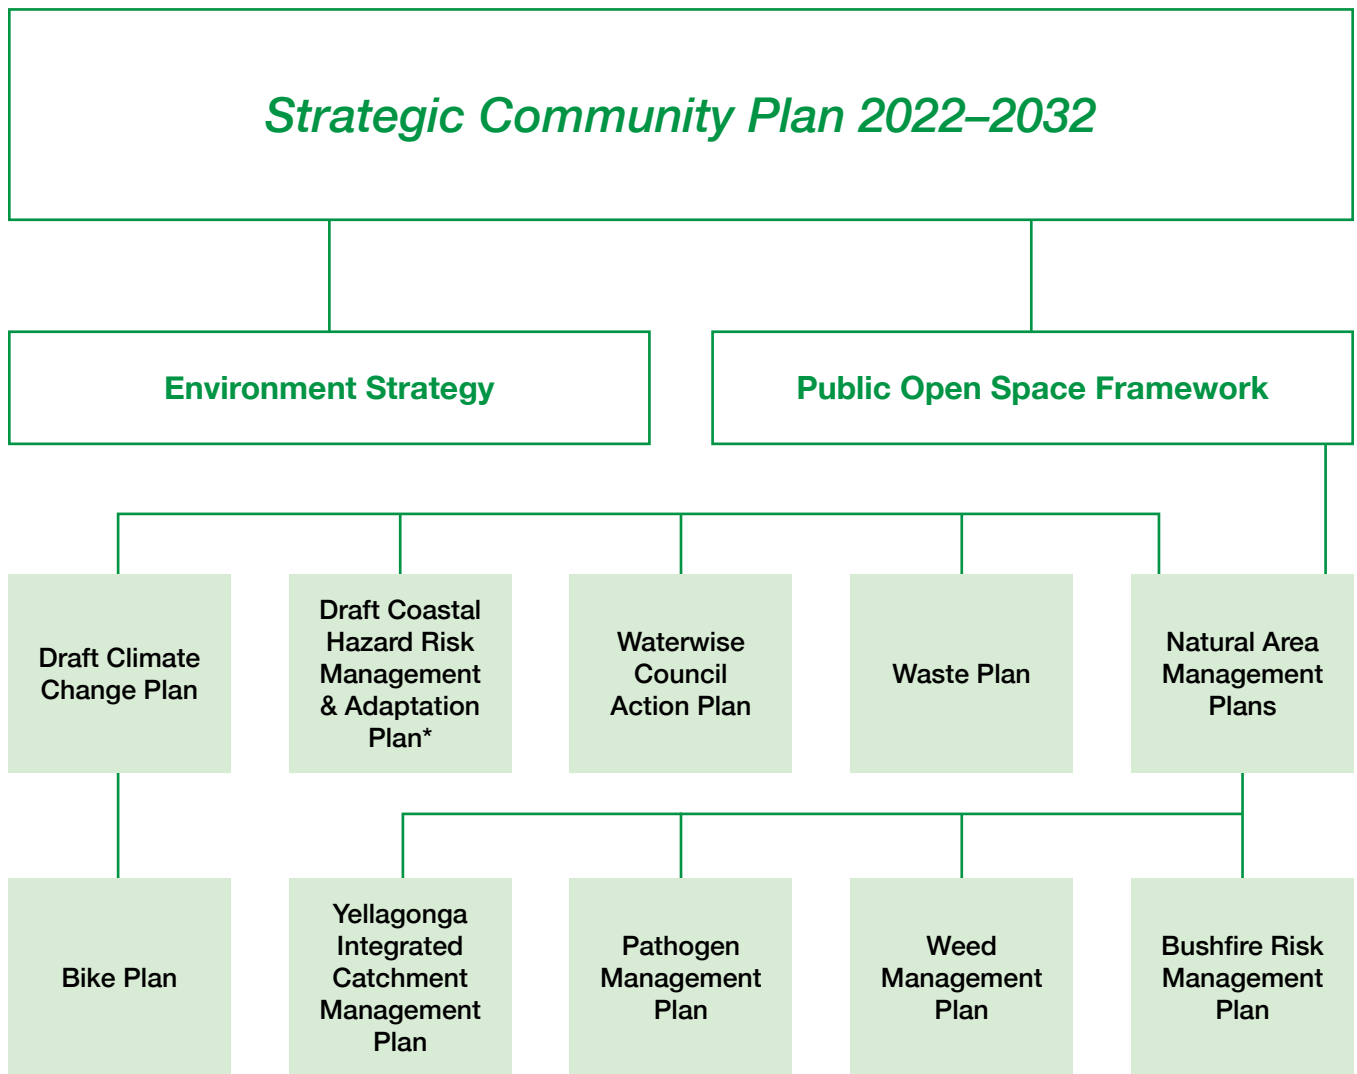 Strategic Community Plan 2022–2032
Environment Strategy
Public Open Space Framework
Draft Climate
Change Plan
Draft Coastal
Hazard Risk
Management
& Adaptation
Plan*
Waterwise
Council
Action Plan
Waste Plan
Natural Area
Management
Plans
Bike Plan
Yellagonga
Integrated
Catchment
Management
Plan
Pathogen
Management
Plan
Weed
Management
Plan
Bushfire Risk
Management
Plan